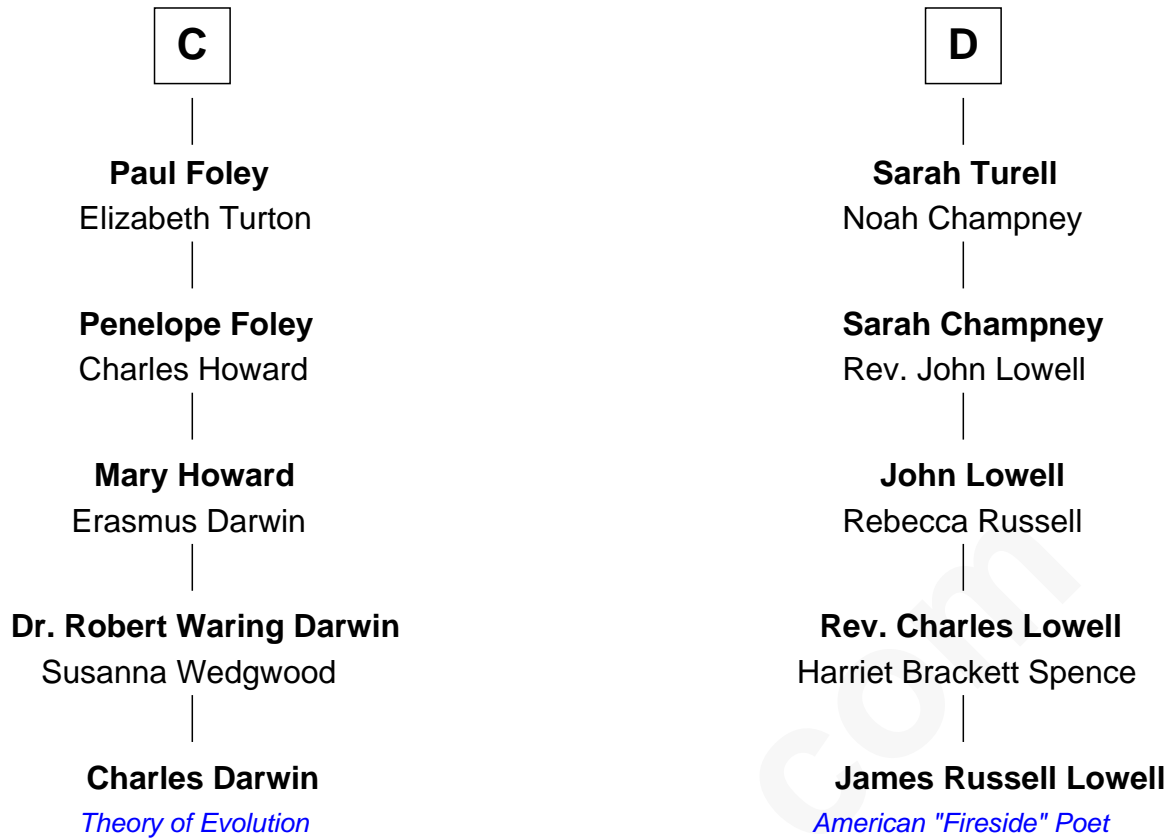 C
Paul Foley
Elizabeth Turton
Penelope Foley
Charles Howard
Mary Howard
Erasmus Darwin
Dr. Robert Waring Darwin
Susanna Wedgwood
Charles Darwin
Theory of Evolution
D
Sarah Turell
Noah Champney
Sarah Champney
Rev. John Lowell
John Lowell
Rebecca Russell
Rev. Charles Lowell
Harriet Brackett Spence
James Russell Lowell
American "Fireside" Poet
com